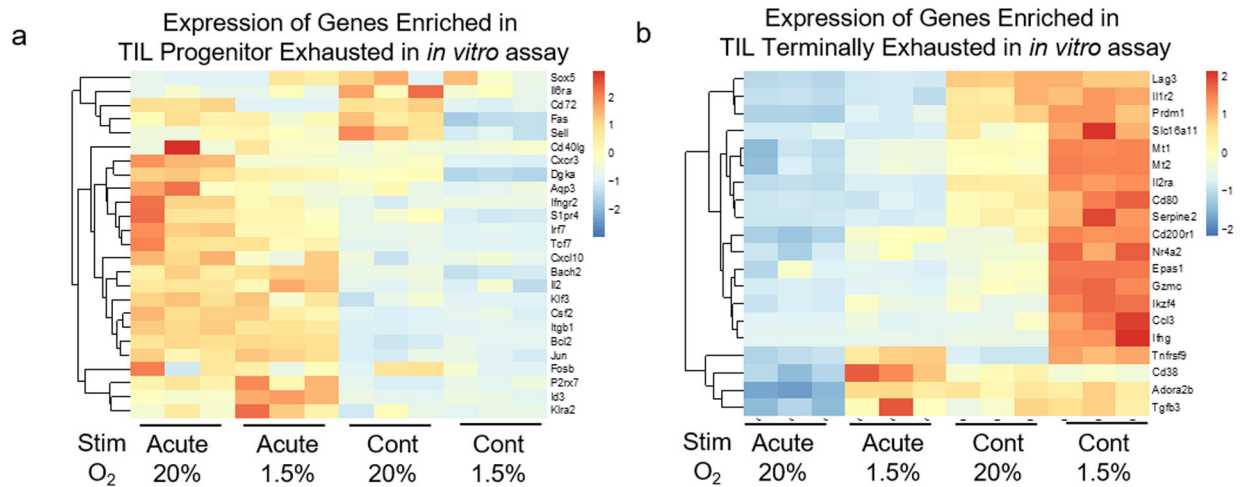 a
Expression of Genes Enriched in
TIL Progenitor Exhausted in in vitro assay
Sox5
Il6ra
Cd72
Fas
Sell
Cd40lg
Cxcr3
Dgka
Aqp3
Ifngr2
S1pr4
Irf7
Tcf7
Cxcl10
Bach2
Il2
Klf3
Csf2
Itgb1
Bcl2
Jun
Fosb
P2rx7
Id3
Klra2
2
1
0
−1
−2
Stim Acute Acute Cont Cont
O2 20% 1.5% 20% 1.5%
b
Expression of Genes Enriched in
TIL Terminally Exhausted in in vitro assay
Lag3
Il1r2
Prdm1
Slc16a11
Mt1
Mt2
Il2ra
Cd80
Serpine2
Cd200r1
Nr4a2
Epas1
Gzmc
Ikzf4
Ccl3
Ifng
Tnfrsf9
Cd38
Adora2b
Tgfb3
2
1
0
−1
−2
Stim Acute Acute Cont Cont
O2 20% 1.5% 20% 1.5%